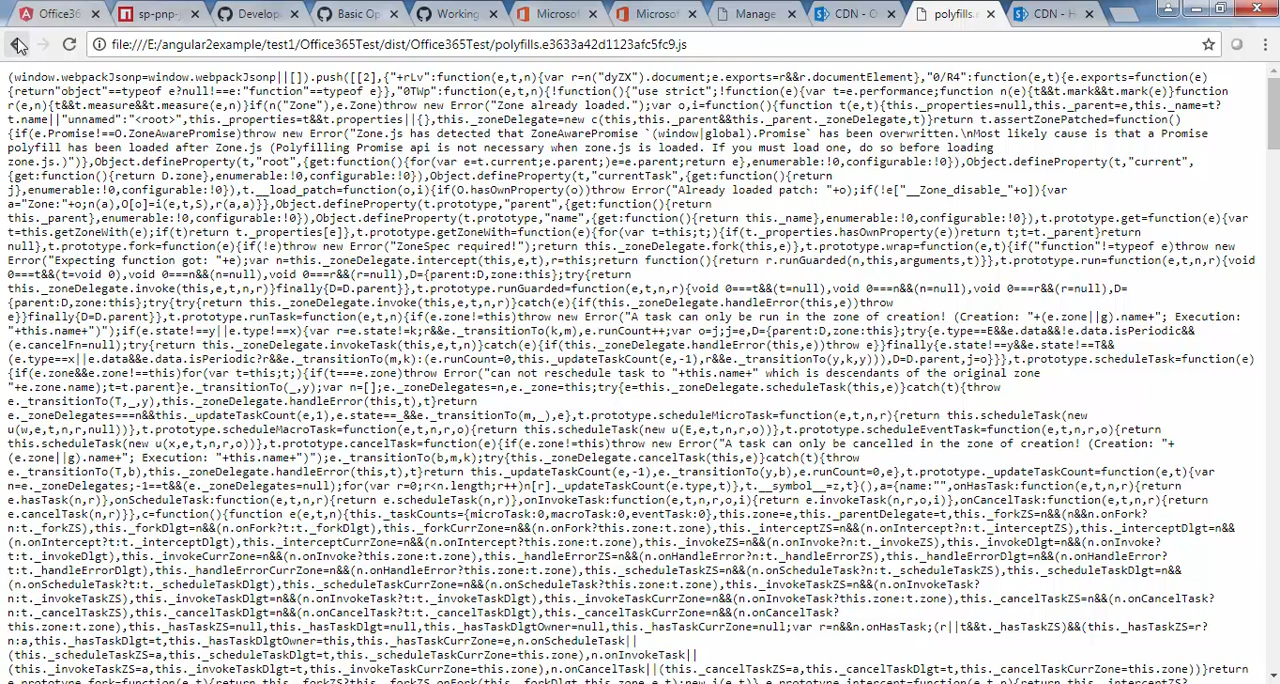 Office36
sp-pnp-j
Develop
Basic Op
Working
Microso
Microso
Manage
CDN - O
polyfills.e
CDN - H
file:///E:/angular2example/test1/Office365Test/dist/Office365Test/polyfills.e3633a42d1123afc5fc9.js
(window.webpackJsonp=window.webpackJsonp||[]).push([[2],{"+rLv":function(e,t,n){var r=n("dyZX").document;e.exports=r&&r.documentElement},"0/R4":function(e,t){e.exports=function(e)
{return"object"==typeof e?null!==e:"function"==typeof e}},"0TWp":function(e,t,n){!function(){"use strict";!function(e){var t=e.performance;function n(e){t&&t.mark&&t.mark(e)}function
r(e,n){t&&t.measure&&t.measure(e,n)}if(n("Zone"),e.Zone)throw new Error("Zone already loaded.");var o,i=function(){function t(e,t){this._properties=null,this._parent=e,this._name=t?
t.name||"unnamed":"<root>",this._properties=t&&t.properties||{},this._zoneDelegate=new c(this,this._parent&&this._parent._zoneDelegate,t)}return t.assertZonePatched=function()
{if(e.Promise!==O.ZoneAwarePromise)throw new Error("Zone.js has detected that ZoneAwarePromise `(window|global).Promise` has been overwritten.\nMost likely cause is that a Promise
polyfill has been loaded after Zone.js (Polyfilling Promise api is not necessary when zone.js is loaded. If you must load one, do so before loading
zone.js.)")},Object.defineProperty(t,"root",{get:function(){for(var e=t.current;e.parent;)e=e.parent;return e},enumerable:!0,configurable:!0}),Object.defineProperty(t,"current",
{get:function(){return D.zone},enumerable:!0,configurable:!0}),Object.defineProperty(t,"currentTask",{get:function(){return
j},enumerable:!0,configurable:!0}),t.__load_patch=function(o,i){if(O.hasOwnProperty(o))throw Error("Already loaded patch: "+o);if(!e["__Zone_disable_"+o]){var
a="Zone:"+o;n(a),O[o]=i(e,t,S),r(a,a)}},Object.defineProperty(t.prototype,"parent",{get:function(){return
this._parent},enumerable:!0,configurable:!0}),Object.defineProperty(t.prototype,"name",{get:function(){return this._name},enumerable:!0,configurable:!0}),t.prototype.get=function(e){var
t=this.getZoneWith(e);if(t)return t._properties[e]},t.prototype.getZoneWith=function(e){for(var t=this;t;){if(t._properties.hasOwnProperty(e))return t;t=t._parent}return
null},t.prototype.fork=function(e){if(!e)throw new Error("ZoneSpec required!");return this._zoneDelegate.fork(this,e)},t.prototype.wrap=function(e,t){if("function"!=typeof e)throw new
Error("Expecting function got: "+e);var n=this._zoneDelegate.intercept(this,e,t),r=this;return function(){return r.runGuarded(n,this,arguments,t)}},t.prototype.run=function(e,t,n,r){void
0===t&&(t=void 0),void 0===n&&(n=null),void 0===r&&(r=null),D={parent:D,zone:this};try{return
this._zoneDelegate.invoke(this,e,t,n,r)}finally{D=D.parent}},t.prototype.runGuarded=function(e,t,n,r){void 0===t&&(t=null),void 0===n&&(n=null),void 0===r&&(r=null),D=
{parent:D,zone:this};try{try{return this._zoneDelegate.invoke(this,e,t,n,r)}catch(e){if(this._zoneDelegate.handleError(this,e))throw
e}}finally{D=D.parent}},t.prototype.runTask=function(e,t,n){if(e.zone!=this)throw new Error("A task can only be run in the zone of creation! (Creation: "+(e.zone||g).name+"; Execution:
"+this.name+")");if(e.state!==y||e.type!==x){var r=e.state!=k;r&&e._transitionTo(k,m),e.runCount++;var o=j;j=e,D={parent:D,zone:this};try{e.type==E&&e.data&&!e.data.isPeriodic&&
(e.cancelFn=null);try{return this._zoneDelegate.invokeTask(this,e,t,n)}catch(e){if(this._zoneDelegate.handleError(this,e))throw e}}finally{e.state!==y&&e.state!==T&&
(e.type==x||e.data&&e.data.isPeriodic?r&&e._transitionTo(m,k):(e.runCount=0,this._updateTaskCount(e,-1),r&&e._transitionTo(y,k,y))),D=D.parent,j=o}}},t.prototype.scheduleTask=function(e)
{if(e.zone&&e.zone!==this)for(var t=this;t;){if(t===e.zone)throw Error("can not reschedule task to "+this.name+" which is descendants of the original zone
"+e.zone.name);t=t.parent}e._transitionTo(_,y);var n=[];e._zoneDelegates=n,e._zone=this;try{e=this._zoneDelegate.scheduleTask(this,e)}catch(t){throw
e._transitionTo(T,_,y),this._zoneDelegate.handleError(this,t),t}return
e._zoneDelegates===n&&this._updateTaskCount(e,1),e.state==_&&e._transitionTo(m,_),e},t.prototype.scheduleMicroTask=function(e,t,n,r){return this.scheduleTask(new
u(w,e,t,n,r,null))},t.prototype.scheduleMacroTask=function(e,t,n,r,o){return this.scheduleTask(new u(E,e,t,n,r,o))},t.prototype.scheduleEventTask=function(e,t,n,r,o){return
this.scheduleTask(new u(x,e,t,n,r,o))},t.prototype.cancelTask=function(e){if(e.zone!=this)throw new Error("A task can only be cancelled in the zone of creation! (Creation: "+
(e.zone||g).name+"; Execution: "+this.name+")");e._transitionTo(b,m,k);try{this._zoneDelegate.cancelTask(this,e)}catch(t){throw
e._transitionTo(T,b),this._zoneDelegate.handleError(this,t),t}return this._updateTaskCount(e,-1),e._transitionTo(y,b),e.runCount=0,e},t.prototype._updateTaskCount=function(e,t){var
n=e._zoneDelegates;-1==t&&(e._zoneDelegates=null);for(var r=0;r<n.length;r++)n[r]._updateTaskCount(e.type,t)},t.__symbol__=z,t}(),a={name:"",onHasTask:function(e,t,n,r){return
e.hasTask(n,r)},onScheduleTask:function(e,t,n,r){return e.scheduleTask(n,r)},onInvokeTask:function(e,t,n,r,o,i){return e.invokeTask(n,r,o,i)},onCancelTask:function(e,t,n,r){return
e.cancelTask(n,r)}},c=function(){function e(e,t,n){this._taskCounts={microTask:0,macroTask:0,eventTask:0},this.zone=e,this._parentDelegate=t,this._forkZS=n&&(n&&n.onFork?
n:t._forkZS),this._forkDlgt=n&&(n.onFork?t:t._forkDlgt),this._forkCurrZone=n&&(n.onFork?this.zone:t.zone),this._interceptZS=n&&(n.onIntercept?n:t._interceptZS),this._interceptDlgt=n&&
(n.onIntercept?t:t._interceptDlgt),this._interceptCurrZone=n&&(n.onIntercept?this.zone:t.zone),this._invokeZS=n&&(n.onInvoke?n:t._invokeZS),this._invokeDlgt=n&&(n.onInvoke?
t:t._invokeDlgt),this._invokeCurrZone=n&&(n.onInvoke?this.zone:t.zone),this._handleErrorZS=n&&(n.onHandleError?n:t._handleErrorZS),this._handleErrorDlgt=n&&(n.onHandleError?
t:t._handleErrorDlgt),this._handleErrorCurrZone=n&&(n.onHandleError?this.zone:t.zone),this._scheduleTaskZS=n&&(n.onScheduleTask?n:t._scheduleTaskZS),this._scheduleTaskDlgt=n&&
(n.onScheduleTask?t:t._scheduleTaskDlgt),this._scheduleTaskCurrZone=n&&(n.onScheduleTask?this.zone:t.zone),this._invokeTaskZS=n&&(n.onInvokeTask?
n:t._invokeTaskZS),this._invokeTaskDlgt=n&&(n.onInvokeTask?t:t._invokeTaskDlgt),this._invokeTaskCurrZone=n&&(n.onInvokeTask?this.zone:t.zone),this._cancelTaskZS=n&&(n.onCancelTask?
n:t._cancelTaskZS),this._cancelTaskDlgt=n&&(n.onCancelTask?t:t._cancelTaskDlgt),this._cancelTaskCurrZone=n&&(n.onCancelTask?
this.zone:t.zone),this._hasTaskZS=null,this._hasTaskDlgt=null,this._hasTaskDlgtOwner=null,this._hasTaskCurrZone=null;var r=n&&n.onHasTask;(r||t&&t._hasTaskZS)&&(this._hasTaskZS=r?
n:a,this._hasTaskDlgt=t,this._hasTaskDlgtOwner=this,this._hasTaskCurrZone=e,n.onScheduleTask||
(this._scheduleTaskZS=a,this._scheduleTaskDlgt=t,this._scheduleTaskCurrZone=this.zone),n.onInvokeTask||
(this._invokeTaskZS=a,this._invokeTaskDlgt=t,this._invokeTaskCurrZone=this.zone),n.onCancelTask||(this._cancelTaskZS=a,this._cancelTaskDlgt=t,this._cancelTaskCurrZone=this.zone))}return